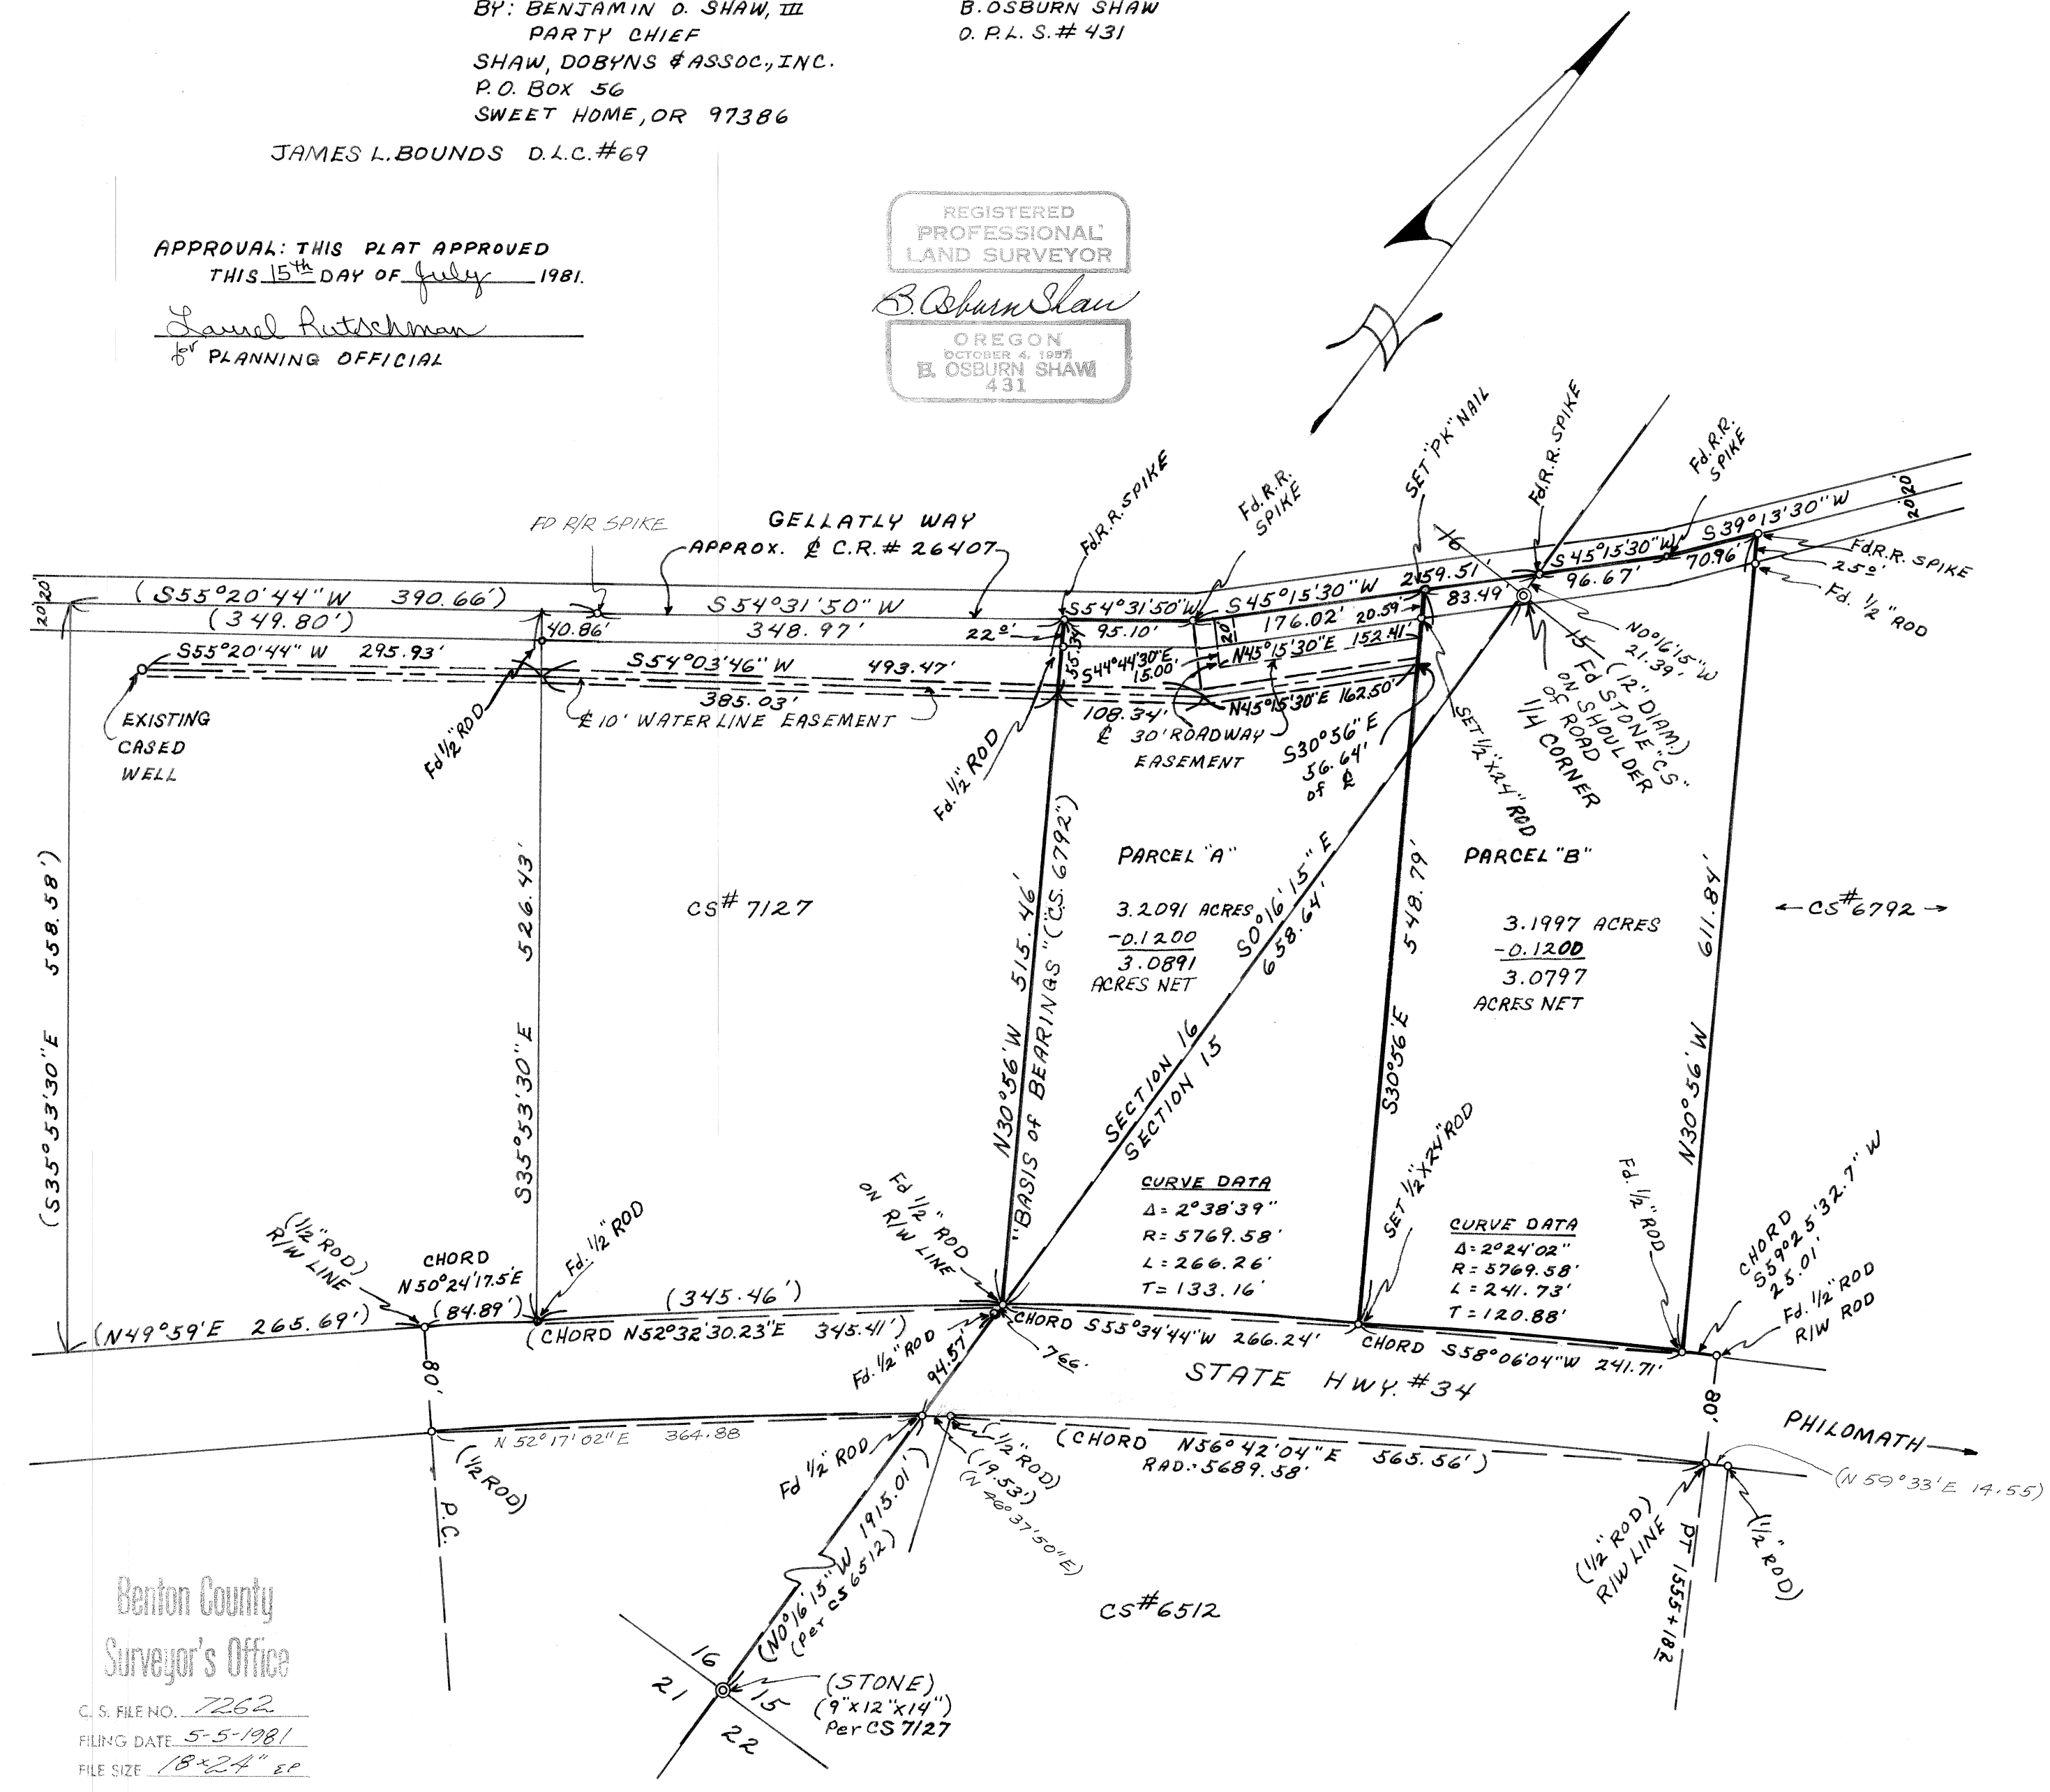 BY: BENJAMIN O. SHAW, III
PARTY CHIEF
SHAW, DOBYNS & ASSOC., INC.
P.O. BOX 56
SWEET HOME, OR 97386
B. OSBURN SHAW
O. P.L. S.# 431
JAMES L. BOUNDS D.L.C.#69
APPROVAL: THIS PLAT APPROVED
THIS 15th DAY OF July 1981.
Laurel Rutschman
for PLANNING OFFICIAL
REGISTERED
PROFESSIONAL
LAND SURVEYOR
B. Osburn Shaw
OREGON
OCTOBER 4, 1957
B. OSBURN SHAW
431
FD R/R SPIKE
GELLATLY WAY
APPROX. ℄ C.R.# 26407
Fd.R.R. SPIKE
Fd.R.R.
SPIKE
SET "PK" NAIL
Fd.R.R. SPIKE
Fd.R.R.
SPIKE
16
15
20' 20'
(S55°20'44"W 390.66')
(349.80')
40.86'
S54°31'50"W
348.97'
22º'
S54°31'50"W
95.10'
S45°15'30"W 259.51'
176.02'
20.59'
83.49
S45°15'30"W
96.67'
S39°13'30"W
70.96'
20' 20'
Fd.R.R. SPIKE
25º'
Fd. 1/2" ROD
S55°20'44"W 295.93'
S54°03'46"W 493.47'
385.03'
55.34'
S44°44'30"E
15.00'
20'
N45°15'30"E 152.41'
N45°15'30"E 162.50'
108.34'
N0°16'15"W
21.39'
EXISTING
CASED
WELL
Fd 1/2" ROD
℄ 10' WATER LINE EASEMENT
Fd. 1/2" ROD
℄ 30' ROADWAY
EASEMENT
S30°56'E
56.64'
of ℄
SET 1/2"X24" ROD
(12" DIAM.)
Fd STONE "CS"
ON SHOULDER
of ROAD
1/4 CORNER
(S35°53'30"E 558.58')
S35°53'30"E 526.43'
CS# 7127
N30°56'W 515.46'
"BASIS of BEARINGS" (C.S. 6792")
PARCEL "A"
3.2091 ACRES
-0.1200
3.0891
ACRES NET
S0°16'15"E
658.64'
SECTION 16
SECTION 15
S30°56'E 548.79'
PARCEL "B"
3.1997 ACRES
-0.1200
3.0797
ACRES NET
N30°56'W 611.84'
CS#6792
CURVE DATA
Δ= 2°38'39"
R= 5769.58'
L= 266.26'
T= 133.16'
CURVE DATA
Δ=2°24'02"
R=5769.58'
L=241.73'
T=120.88'
SET 1/2"X24" ROD
Fd. 1/2" ROD
CHORD
S59°25'32.7"W
25.01'
Fd. 1/2" ROD
R/W ROD
(1/2" ROD)
R/W LINE
CHORD
N50°24'17.5"E
(84.89')
Fd. 1/2" ROD
Fd 1/2" ROD
ON R/W LINE
(N49°59'E 265.69')
(345.46')
(CHORD N52°32'30.23"E 345.41')
Fd. 1/2" ROD
94.57'
7.66'
CHORD S55°34'44"W 266.24'
CHORD S58°06'04"W 241.71'
STATE HWY. #34
80'
80'
PHILOMATH
N 52°17'02"E 364.88
(1/2 ROD)
P.C.
Fd 1/2" ROD
(1/2" ROD)
(19.53')
(N 46°37'50"E)
(CHORD N56°42'04"E 565.56')
RAD.=5689.58'
(N 59°33'E 14.55)
(1/2" ROD)
R/W LINE
PT 1555+18.2
(1/2" ROD)
(N0°16'15"W 1915.01')
(Per CS 6512)
CS#6512
16
21
15
22
(STONE)
(9"x12"x14")
Per CS 7127
Benton County
Surveyor's Office
C. S. FILE NO. 7262
FILING DATE 5-5-1981
FILE SIZE 18x24" EP